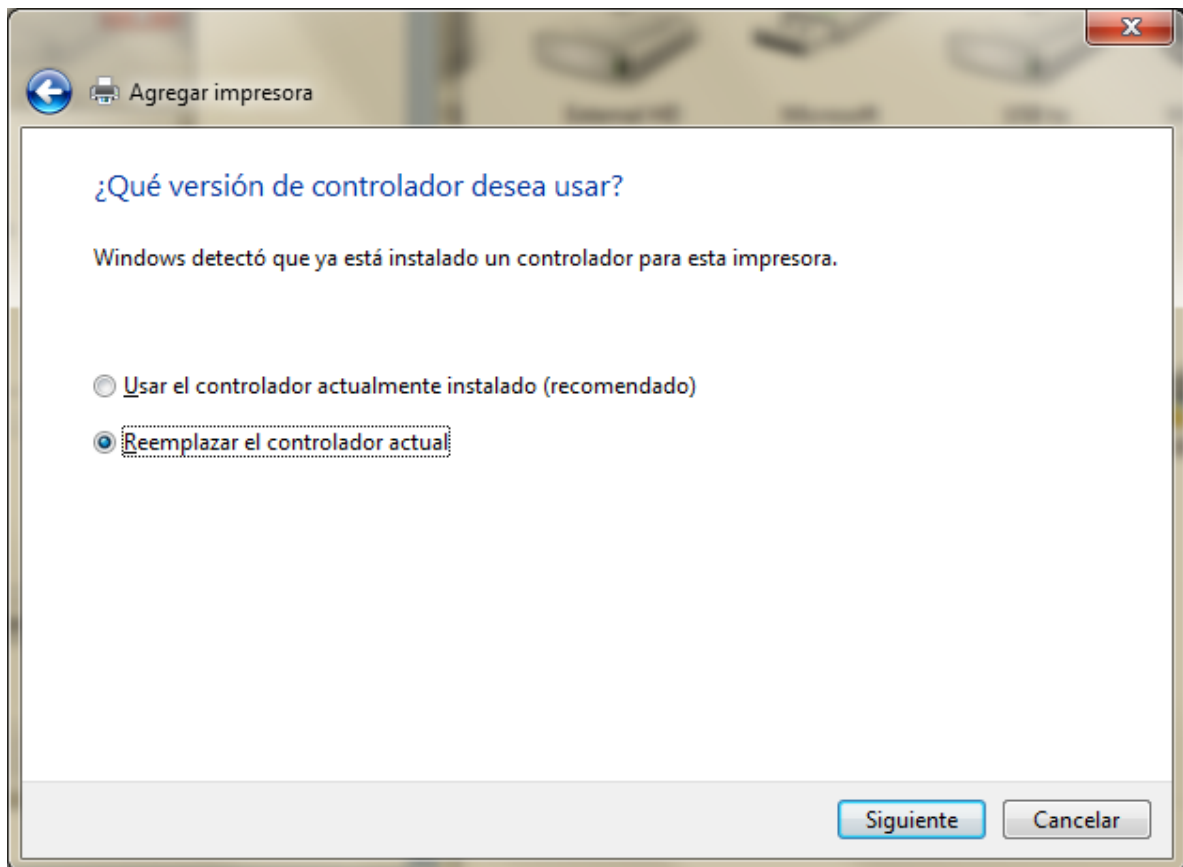 Agregar impresora
¿Qué versión de controlador desea usar?
Windows detectó que ya está instalado un controlador para esta impresora.
Usar el controlador actualmente instalado (recomendado)
Reemplazar el controlador actual
Siguiente
Cancelar